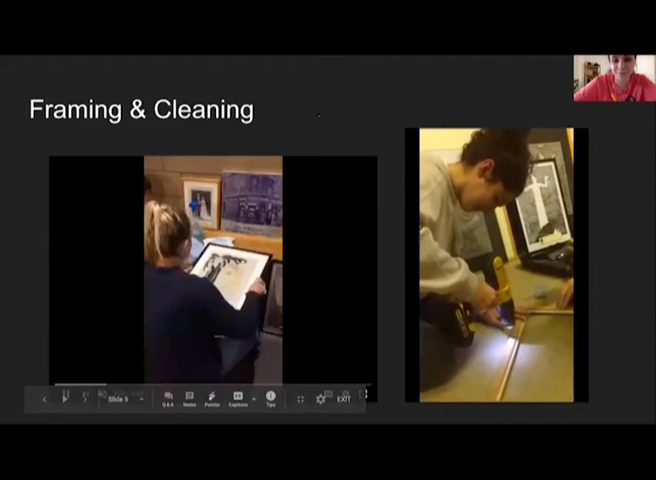 Framing & Cleaning
Slide 5
Q&A
Notes
Pointer
Captions
Tips
EXIT